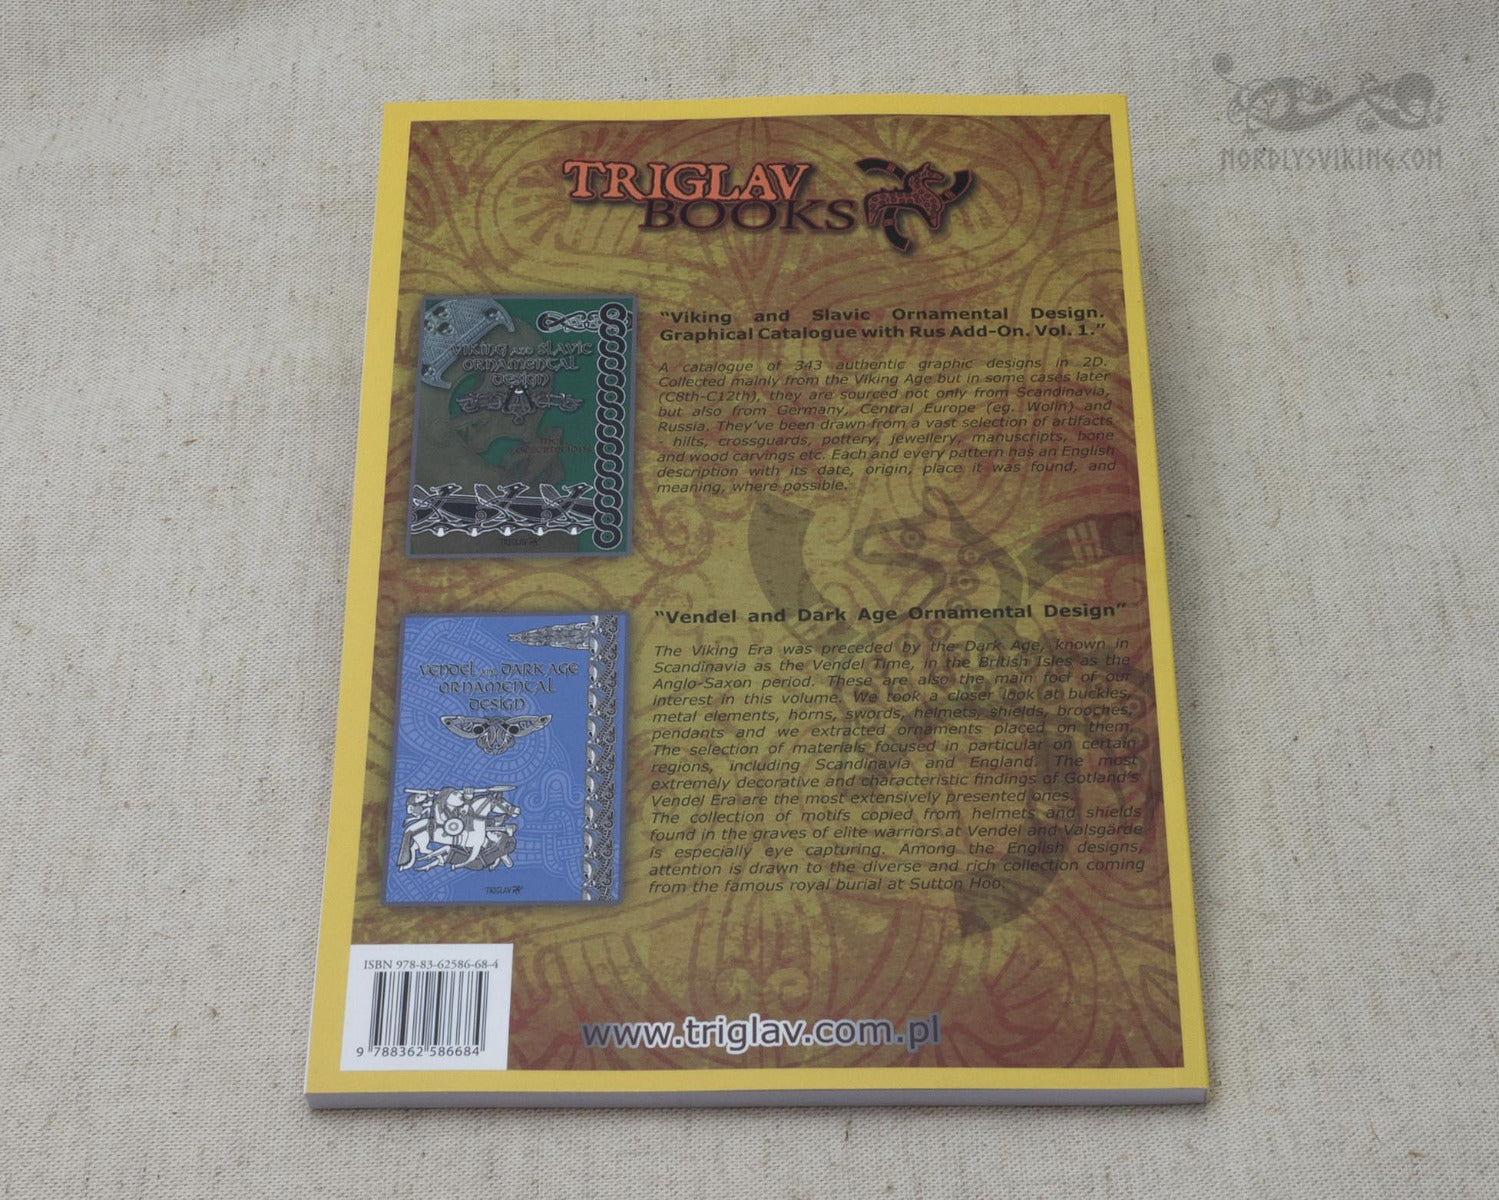 NORDLYSVIKING.COM
TRIGLAV
BOOKS
VIKING AND SLAVIC
ORNAMENTAL
DESIGN
TRIGLAV
"Viking and Slavic Ornamental Design.
Graphical Catalogue with Rus Add-On. Vol. 1."
A catalogue of 343 authentic graphic designs in 2D.
Collected mainly from the Viking Age but in some cases later
(C8th-C12th), they are sourced not only from Scandinavia,
but also from Germany, Central Europe (eg. Wolin) and
Russia. They've been drawn from a vast selection of artifacts
- hilts, crossguards, pottery, jewellery, manuscripts, bone
and wood carvings etc. Each and every pattern has an English
description with its date, origin, place it was found, and
meaning, where possible.
VENDEL AND DARK AGE
ORNAMENTAL
DESIGN
TRIGLAV
"Vendel and Dark Age Ornamental Design"
The Viking Era was preceded by the Dark Age, known in
Scandinavia as the Vendel Time, in the British Isles as the
Anglo-Saxon period. These are also the main foci of our
interest in this volume. We took a closer look at buckles,
metal elements, horns, swords, helmets, shields, brooches,
pendants and we extracted ornaments placed on them.
The selection of materials focused in particular on certain
regions, including Scandinavia and England. The most
extremely decorative and characteristic findings of Gotland's
Vendel Era are the most extensively presented ones.
The collection of motifs copied from helmets and shields
found in the graves of elite warriors at Vendel and Valsgärde
is especially eye capturing. Among the English designs,
attention is drawn to the diverse and rich collection coming
from the famous royal burial at Sutton Hoo.
ISBN 978-83-62586-68-4
9 788362 586684
www.triglav.com.pl